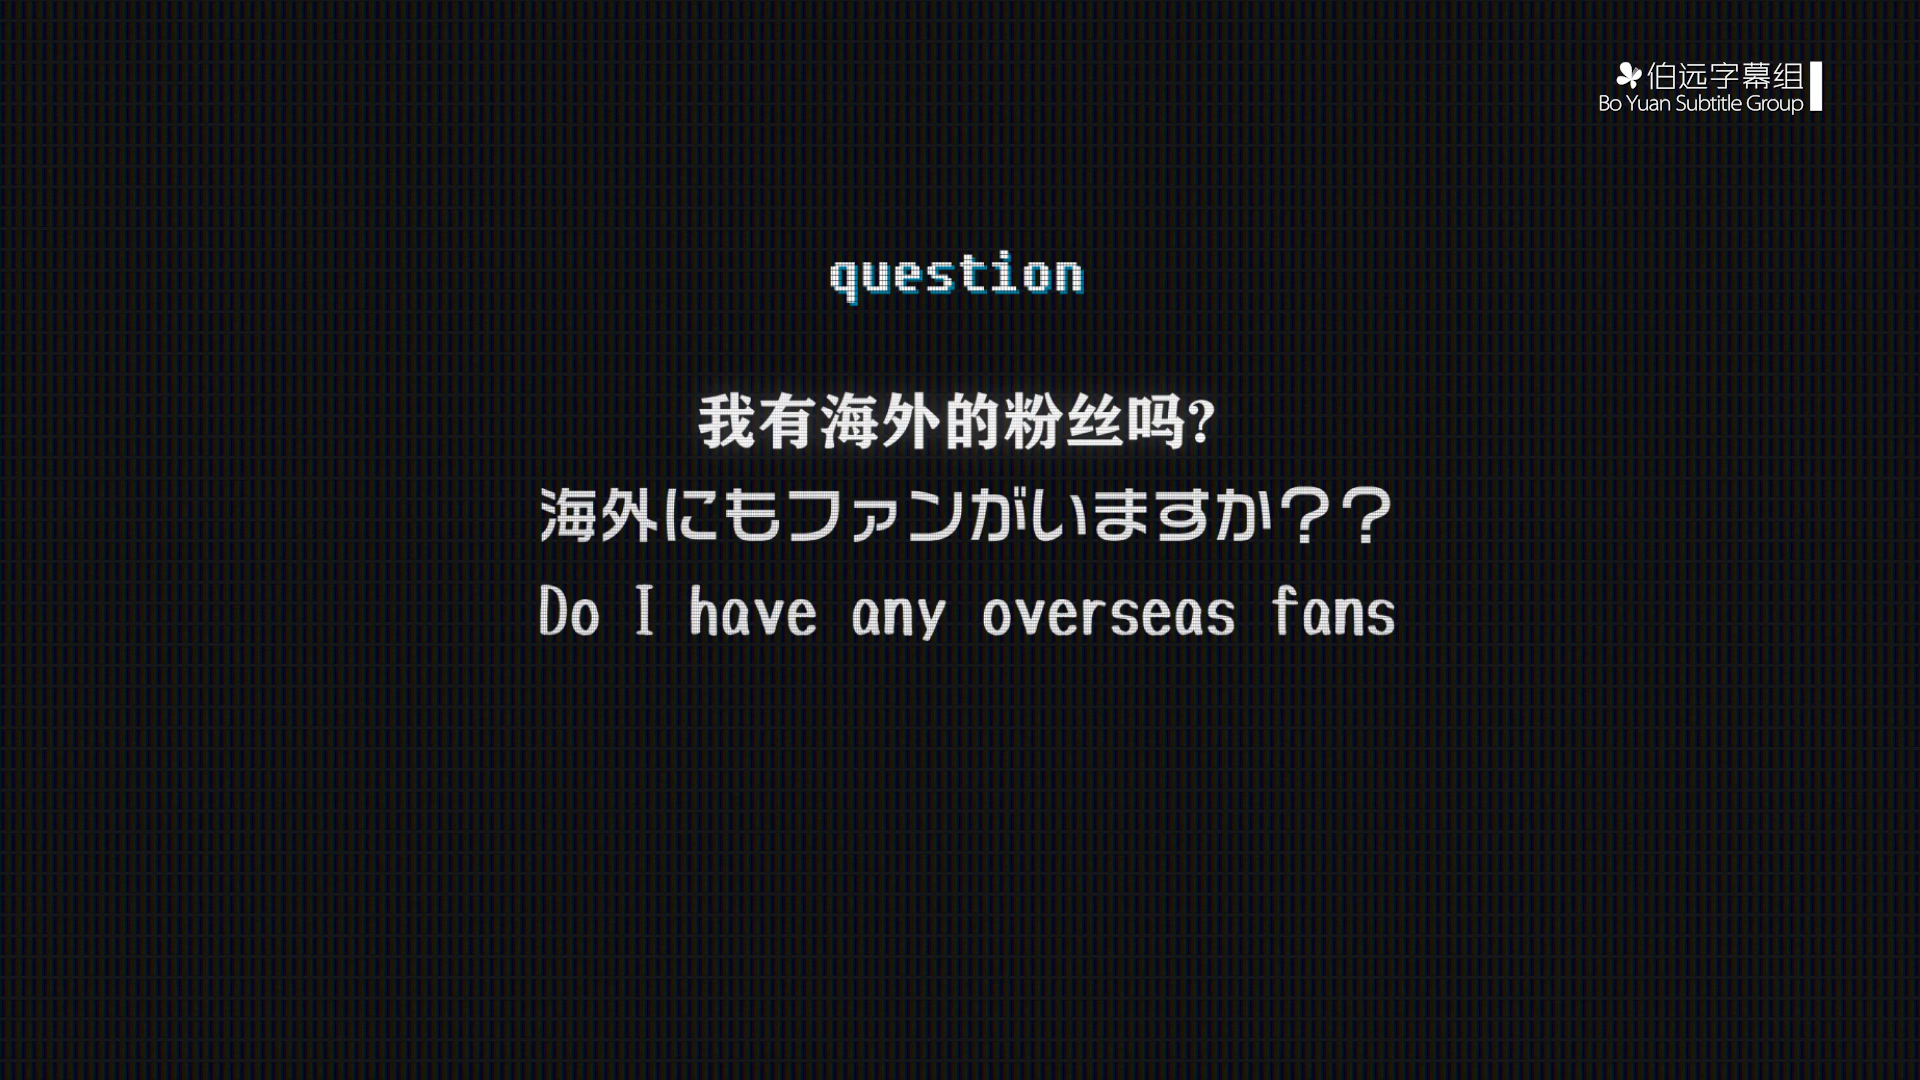 伯远字幕组
Bo Yuan Subtitle Group
question
我有海外的粉丝吗?
海外にもファンがいますか??
Do I have any overseas fans